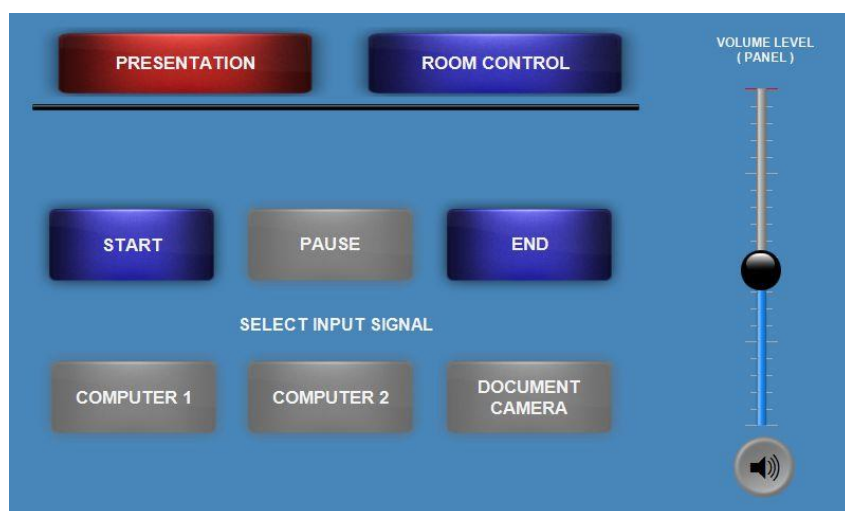 PRESENTATION
ROOM CONTROL
VOLUME LEVEL
( PANEL )
START
PAUSE
END
SELECT INPUT SIGNAL
COMPUTER 1
COMPUTER 2
DOCUMENT
CAMERA